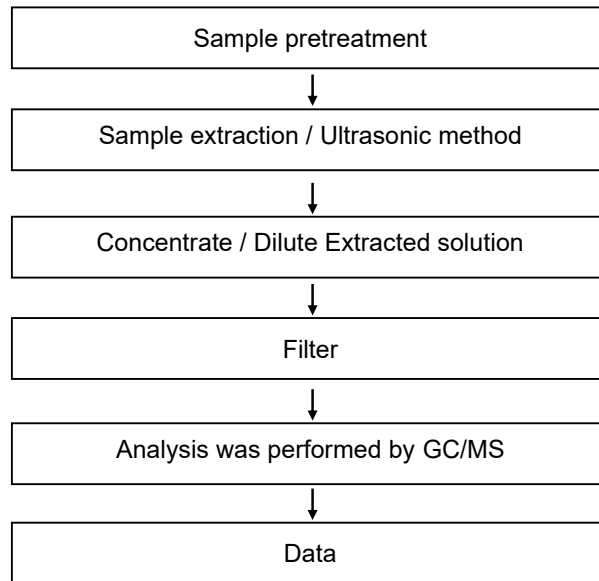 Sample pretreatment
Sample extraction / Ultrasonic method
Concentrate / Dilute Extracted solution
Filter
Analysis was performed by GC/MS
Data